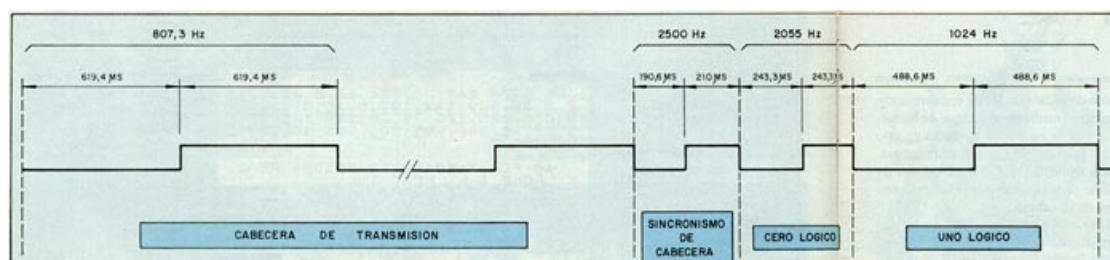 807,3 Hz
2500 Hz
2055 Hz
1024 Hz
619,4 MS
619,4 MS
190,6 MS
210 MS
243,3 MS
243,3 MS
488,6 MS
488,6 MS
CABECERA DE TRANSMISION
SINCRONISMO
DE
CABECERA
CERO LOGICO
UNO LOGICO